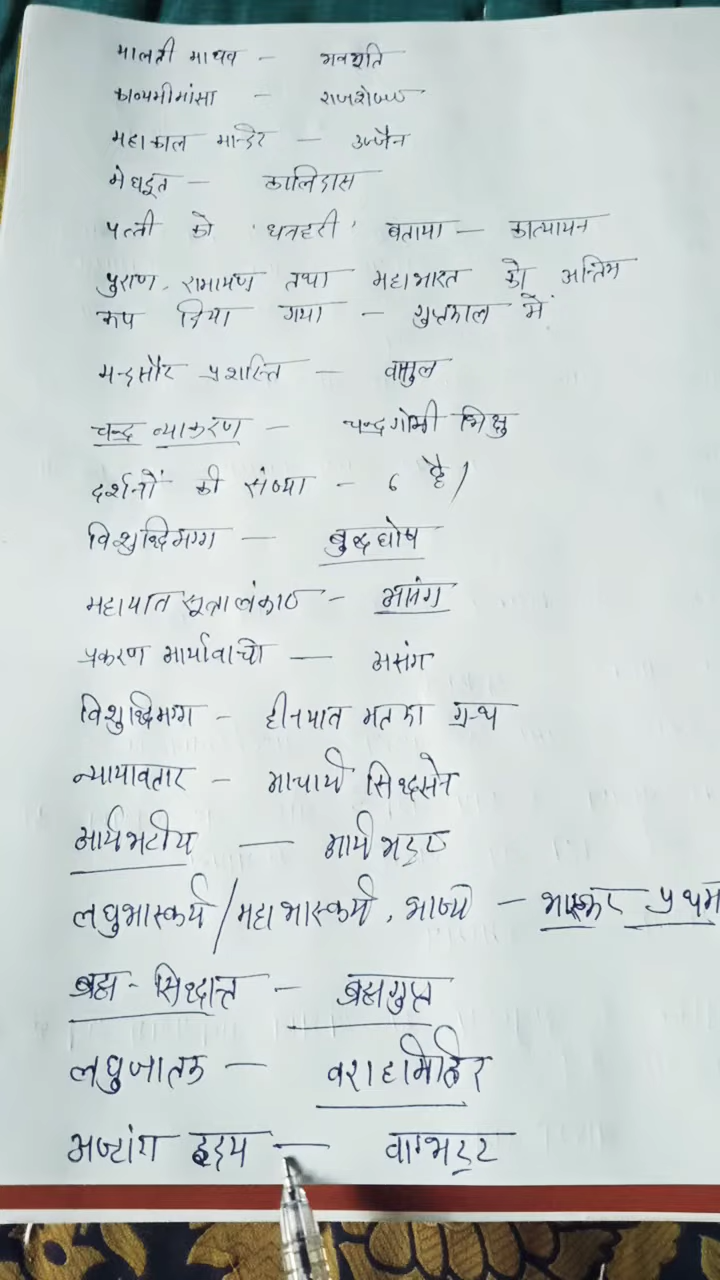 मालती माधव - भवभूति
काव्यमीमांसा - राजशेखर
महाकाल मन्दिर - उज्जैन
मेघदूत - कालिदास
पत्नी को 'धनहरी' बताया - कात्यायन
पुराण, रामायण तथा महाभारत को अन्तिम
रूप दिया गया - गुप्तकाल में
मन्दसौर प्रशस्ति - वासुल
चन्द्र व्याकरण - चन्द्रगोमी भिक्षु
दर्शनों की संख्या - 6 है।
विशुद्धिमग्ग - बुद्धघोष
महायान सूत्रालंकार - असंग
प्रकरण आर्यावाची - असंग
विशुद्धिमग्ग - हीनयान मत का ग्रन्थ
न्यायावतार - आचार्य सिद्धसेन
आर्यभटीय - आर्यभट्ट
लघुभास्कर्य / महाभास्कर्य, भाष्य - भास्कर प्रथम
ब्रह्म-सिद्धान्त - ब्रह्मगुप्त
लघुजातक - वराहमिहिर
अष्टांग हृदय - वाग्भट्ट